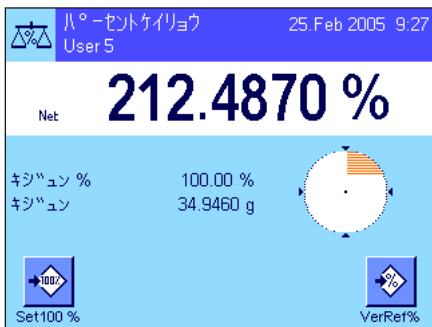 ﾊﾟｰｾﾝﾄｹｲﾘｮｳ 25.Feb 2005 9:27
User 5
Net 212.4870 %
ｷｼﾞｭﾝ % 100.00 %
ｷｼﾞｭﾝ 34.9460 g
100%
%
Set100 % VerRef%